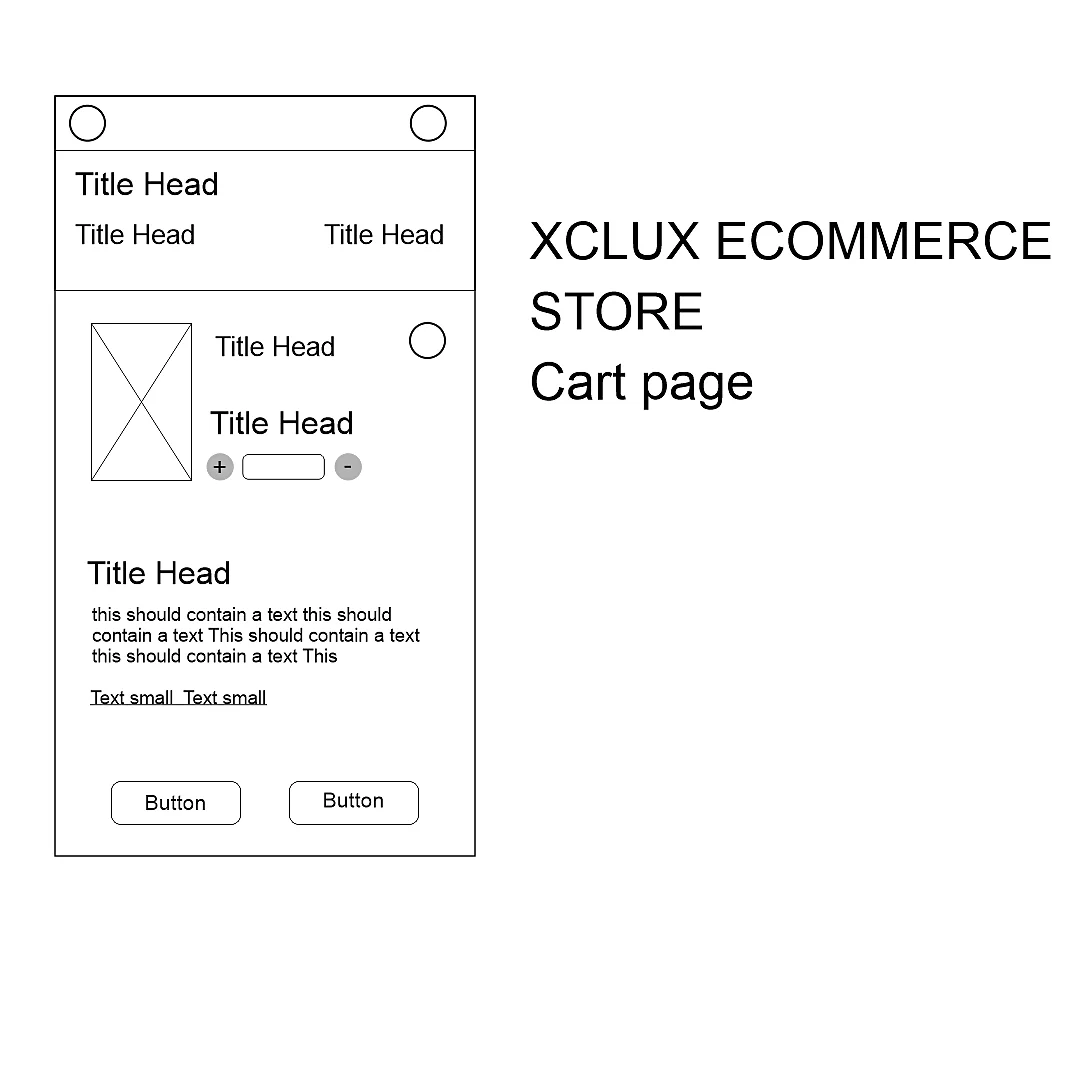 Title Head
Title Head Title Head
Title Head
Title Head
+ -
Title Head
this should contain a text this should
contain a text This should contain a text
this should contain a text This
Text small  Text small
Button Button
XCLUX ECOMMERCE
STORE
Cart page